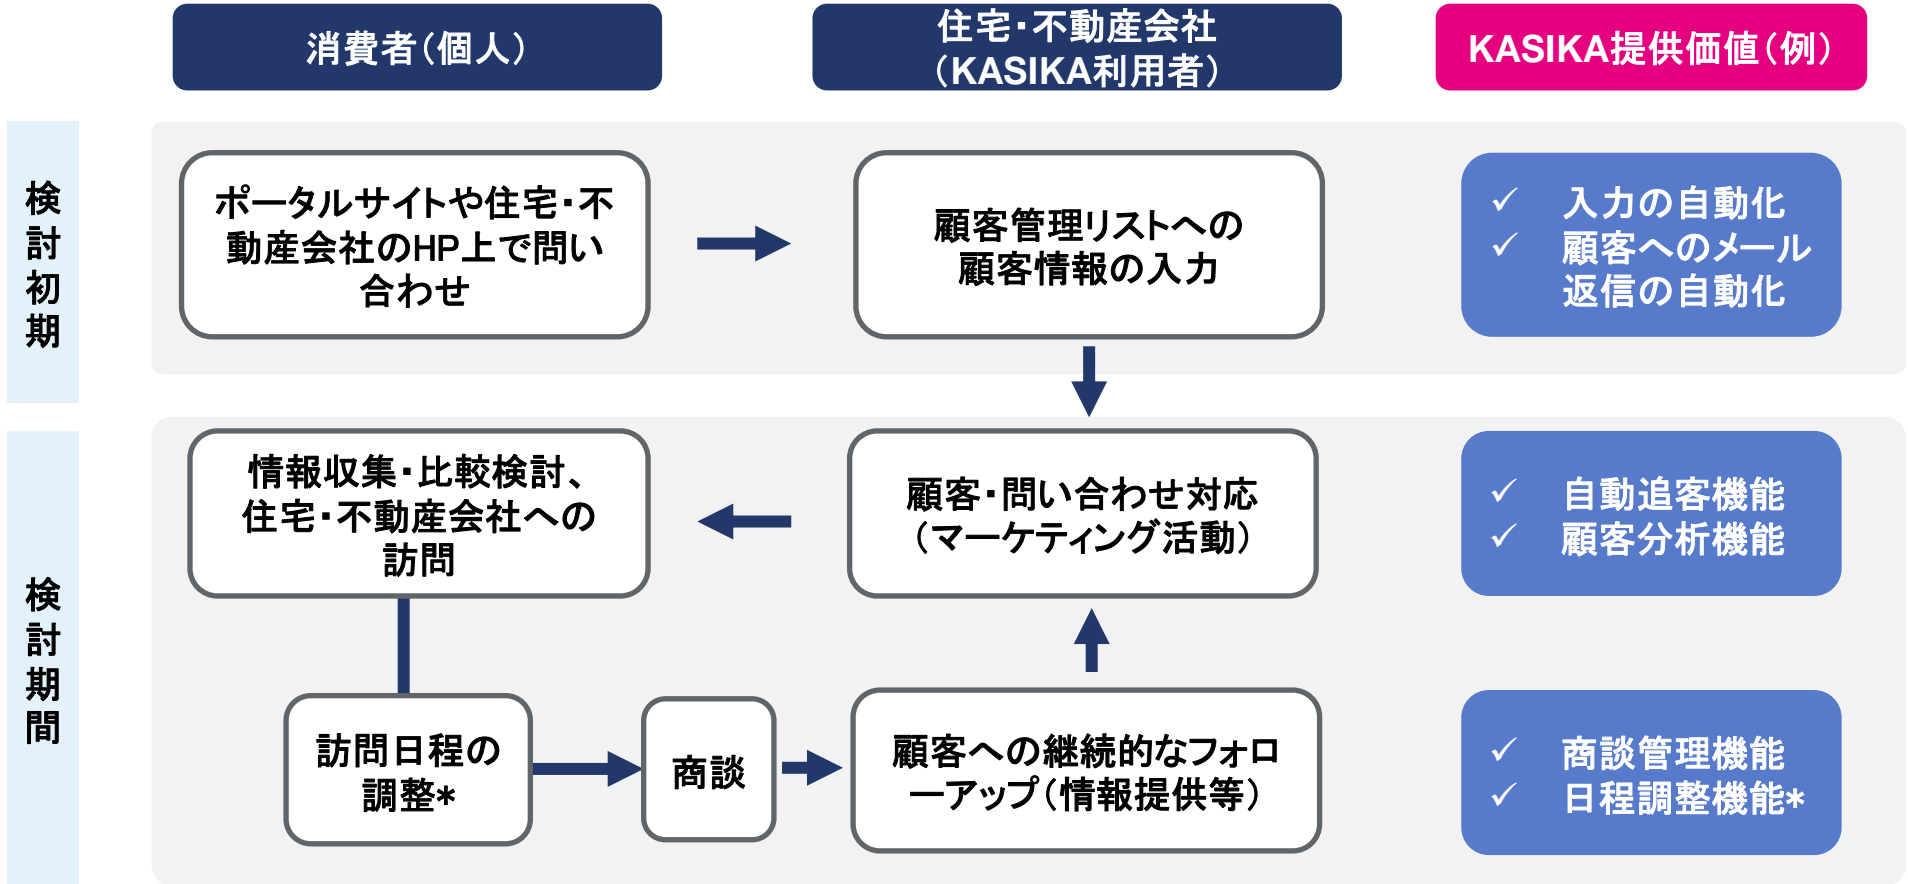 消費者（個人）
住宅・不動産会社
（KASIKA利用者）
KASIKA提供価値（例）
検討初期
ポータルサイトや住宅・不
動産会社のHP上で問い
合わせ
顧客管理リストへの
顧客情報の入力
✓ 入力の自動化
✓ 顧客へのメール
返信の自動化
検討期間
情報収集・比較検討、
住宅・不動産会社への
訪問
顧客・問い合わせ対応
（マーケティング活動）
✓ 自動追客機能
✓ 顧客分析機能
訪問日程の
調整*
商談
顧客への継続的なフォロ
ーアップ（情報提供等）
✓ 商談管理機能
✓ 日程調整機能*